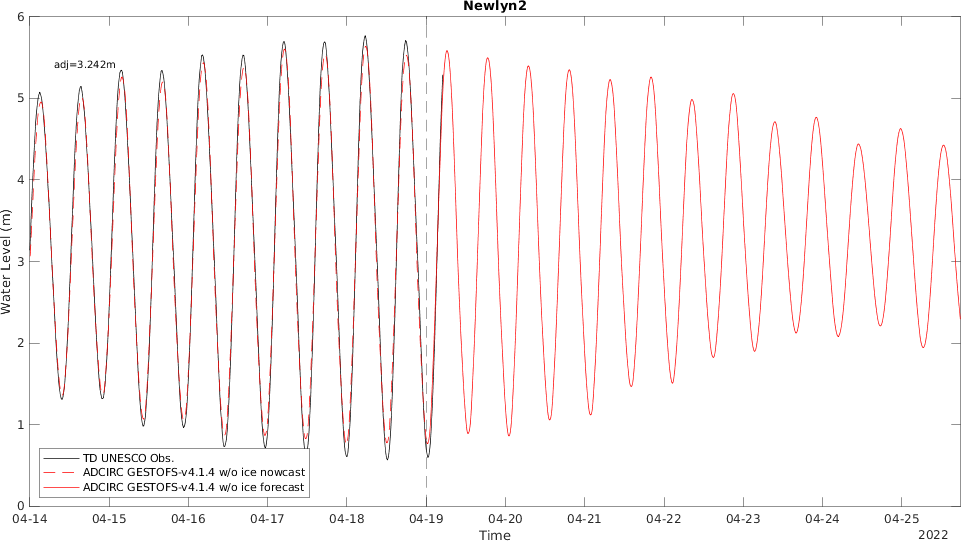 Newlyn2
adj=3.242m
6
5
4
3
2
1
0
Water Level (m)
TD UNESCO Obs.
ADCIRC GESTOFS-v4.1.4 w/o ice nowcast
ADCIRC GESTOFS-v4.1.4 w/o ice forecast
04-14 04-15 04-16 04-17 04-18 04-19 04-20 04-21 04-22 04-23 04-24 04-25
Time
2022